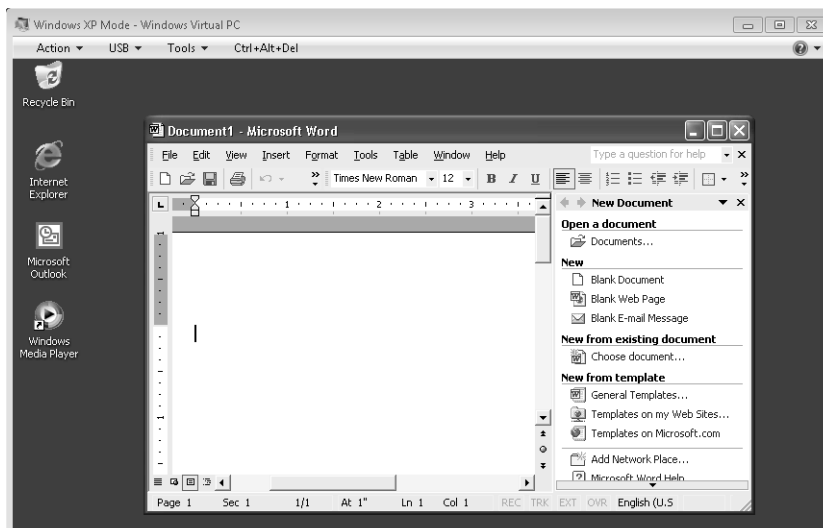 Windows XP Mode - Windows Virtual PC
Action USB Tools Ctrl+Alt+Del
Recycle Bin
Internet
Explorer
Microsoft
Outlook
Windows
Media Player
Document1 - Microsoft Word
File Edit View Insert Format Tools Table Window Help Type a question for help
Times New Roman 12 B I U
L 1 2 3
New Document
Open a document
Documents...
New
Blank Document
Blank Web Page
Blank E-mail Message
New from existing document
Choose document...
New from template
General Templates...
Templates on my Web Sites...
Templates on Microsoft.com
Add Network Place...
Microsoft Word Help
1
Page 1 Sec 1 1/1 At 1" Ln 1 Col 1 REC TRK EXT OVR English (U.S